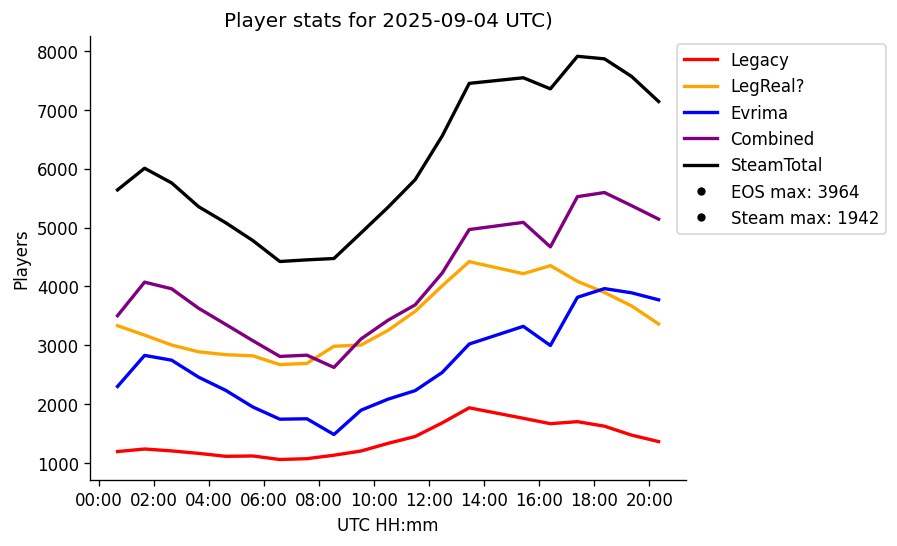 Player stats for 2025-09-04 UTC)
8000
7000
6000
5000
4000
3000
2000
1000
Players
00:00 02:00 04:00 06:00 08:00 10:00 12:00 14:00 16:00 18:00 20:00
UTC HH:mm
Legacy
LegReal?
Evrima
Combined
SteamTotal
EOS max: 3964
Steam max: 1942